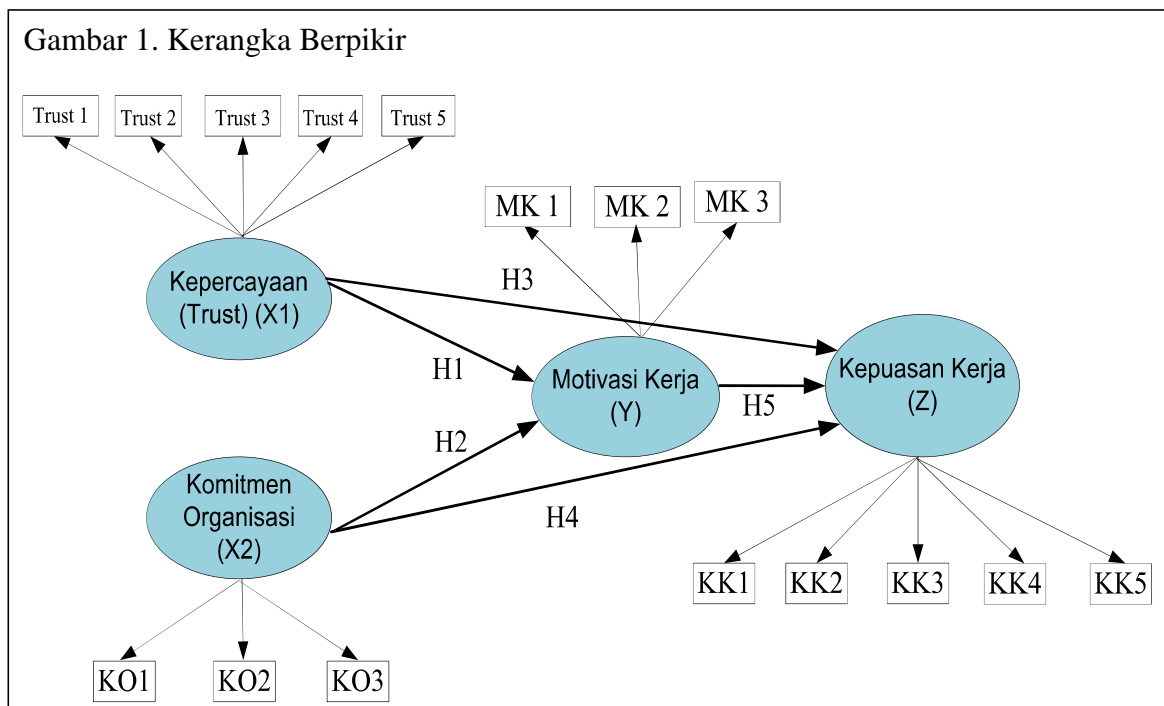 Gambar 1. Kerangka Berpikir
Trust 1
Trust 2
Trust 3
Trust 4
Trust 5
MK 1
MK 2
MK 3
Kepercayaan
(Trust) (X1)
H3
H1
Motivasi Kerja
(Y)
H5
Kepuasan Kerja
(Z)
H2
Komitmen
Organisasi
(X2)
H4
KK1
KK2
KK3
KK4
KK5
KO1
KO2
KO3